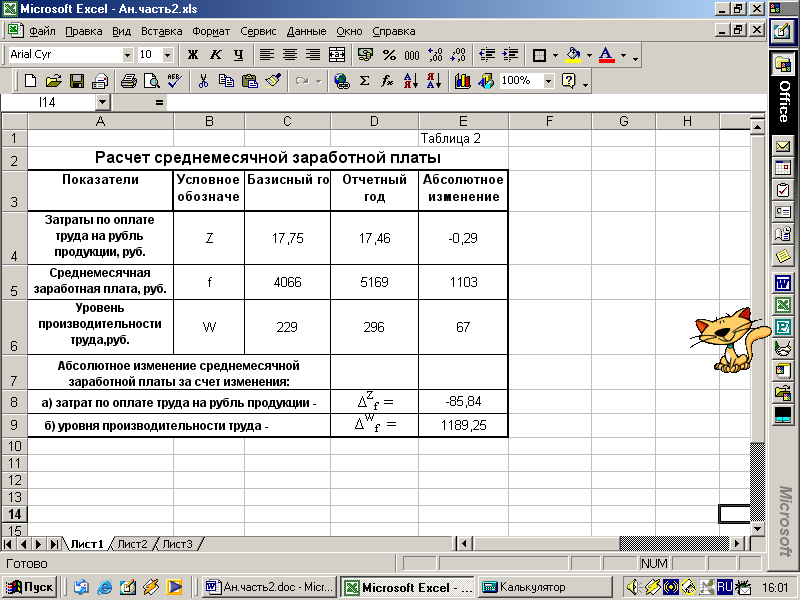 Microsoft Excel - Ан.часть2.xls
Файл Правка Вид Вставка Формат Сервис Данные Окно Справка
Arial Cyr 10 Ж К Ч % 000
100%
I14 =
A B C D E F G H
1 Таблица 2
2 Расчет среднемесячной заработной платы
3 Показатели Условное обозначе Базисный го Отчетный год Абсолютное изменение
4 Затраты по оплате труда на рубль продукции, руб. Z 17,75 17,46 -0,29
5 Среднемесячная заработная плата, руб. f 4066 5169 1103
6 Уровень производительности труда,руб. W 229 296 67
7 Абсолютное изменение среднемесячной заработной платы за счет изменения:
8 а) затрат по оплате труда на рубль продукции - Δ^Z_f = -85,84
9 б) уровня производительности труда - Δ^W_f = 1189,25
10
11
12
13
14
15
Лист1 Лист2 Лист3
Готово NUM
Пуск Ан.часть2.doc - Micr... Microsoft Excel - ... Калькулятор RU 16:01
Office
Microsoft